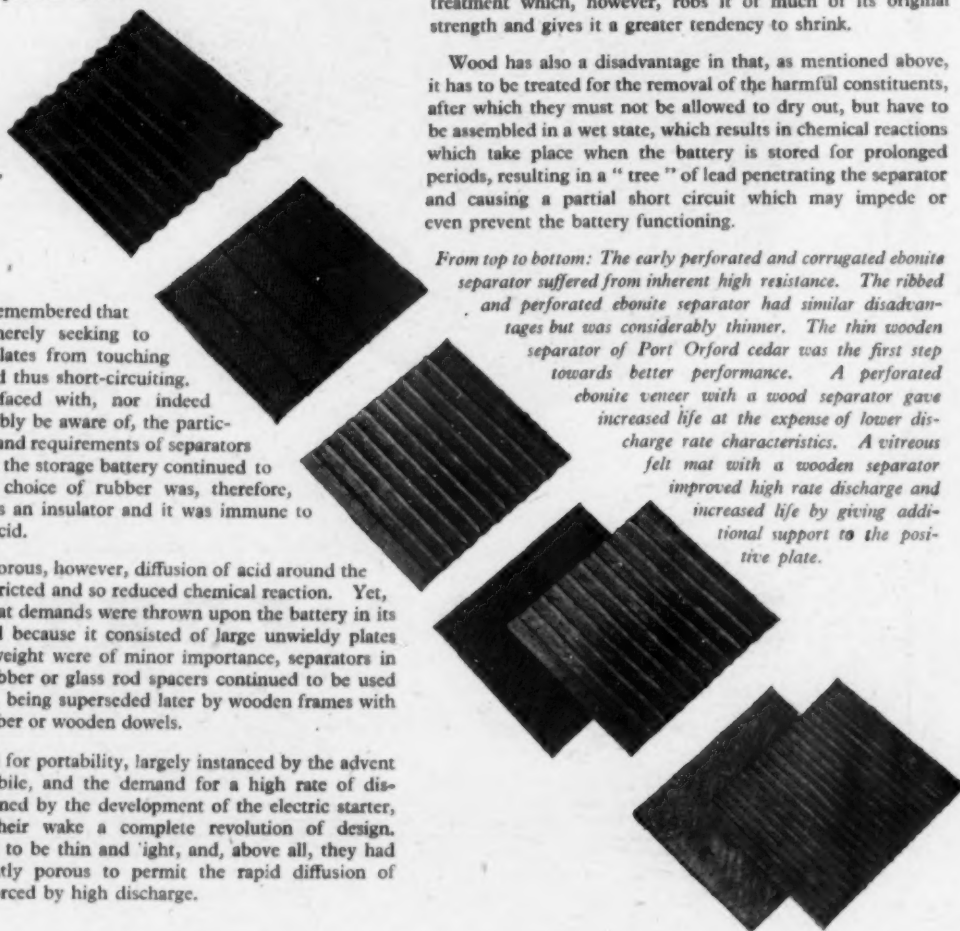 emembered that
nerely seeking to
lates from touching
d thus short-circuiting.
faced with, nor indeed
bly be aware of, the partic-
and requirements of separators
the storage battery continued to
choice of rubber was, therefore,
s an insulator and it was immune to
cid.
orous, however, diffusion of acid around the
ricted and so reduced chemical reaction. Yet,
at demands were thrown upon the battery in its
l because it consisted of large unwieldy plates
weight were of minor importance, separators in
bber or glass rod spacers continued to be used
being superseded later by wooden frames with
ber or wooden dowels.
for portability, largely instanced by the advent
bile, and the demand for a high rate of dis-
ned by the development of the electric starter,
heir wake a complete revolution of design.
to be thin and 'ight, and, above all, they had
tly porous to permit the rapid diffusion of
rced by high discharge.
treatment which, however, robs it of much of its original
strength and gives it a greater tendency to shrink.
Wood has also a disadvantage in that, as mentioned above,
it has to be treated for the removal of the harmful constituents,
after which they must not be allowed to dry out, but have to
be assembled in a wet state, which results in chemical reactions
which take place when the battery is stored for prolonged
periods, resulting in a " tree " of lead penetrating the separator
and causing a partial short circuit which may impede or
even prevent the battery functioning.
From top to bottom: The early perforated and corrugated ebonite
separator suffered from inherent high resistance. The ribbed
and perforated ebonite separator had similar disadvan-
tages but was considerably thinner. The thin wooden
separator of Port Orford cedar was the first step
towards better performance. A perforated
ebonite veneer with a wood separator gave
increased life at the expense of lower dis-
charge rate characteristics. A vitreous
felt mat with a wooden separator
improved high rate discharge and
increased life by giving addi-
tional support to the posi-
tive plate.